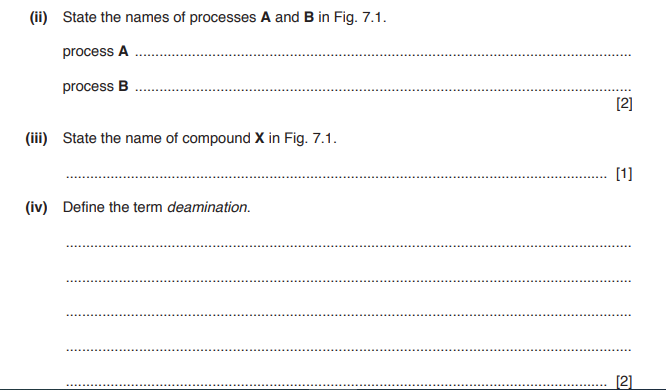 (ii) State the names of processes A and B in Fig. 7.1.
process A ................................................................
process B ................................................................
[2]
(iii) State the name of compound X in Fig. 7.1.
................................................................ [1]
(iv) Define the term deamination.
................................................................
................................................................
................................................................
................................................................
................................................................ [2]